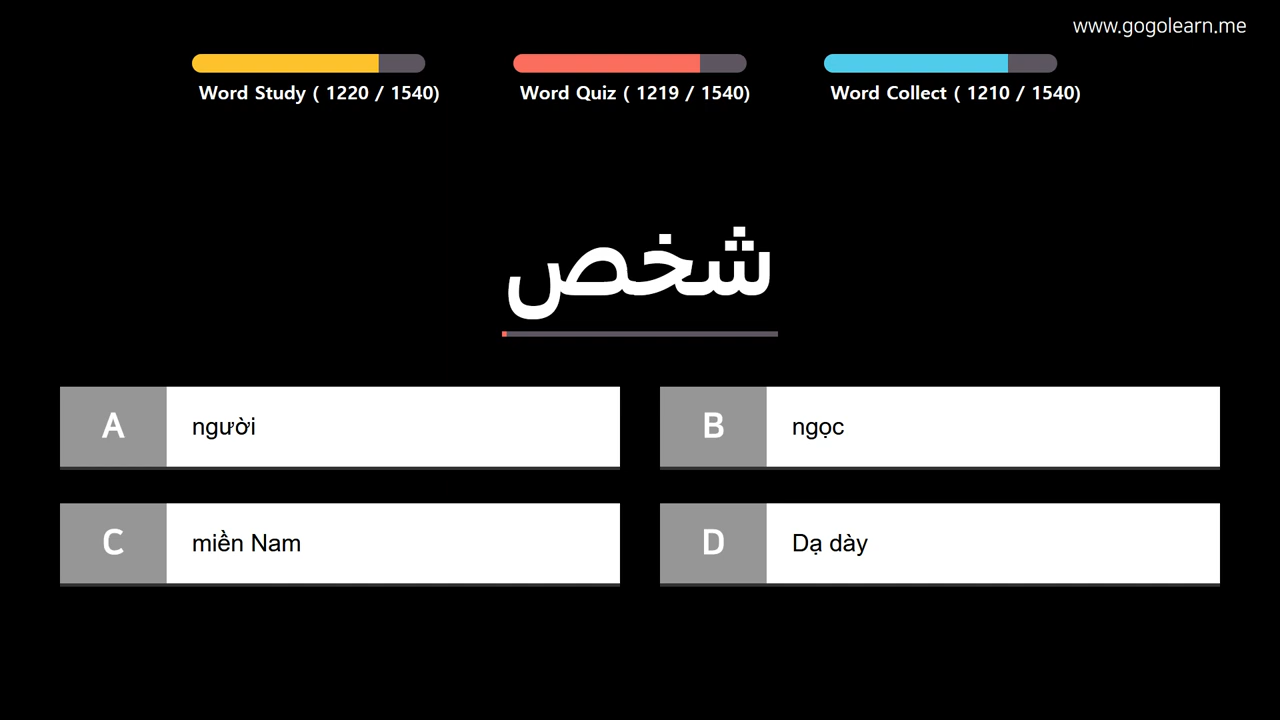 www.gogolearn.me
Word Study ( 1220 / 1540)
Word Quiz ( 1219 / 1540)
Word Collect ( 1210 / 1540)
شخص
A
người
B
ngọc
C
miền Nam
D
Dạ dày